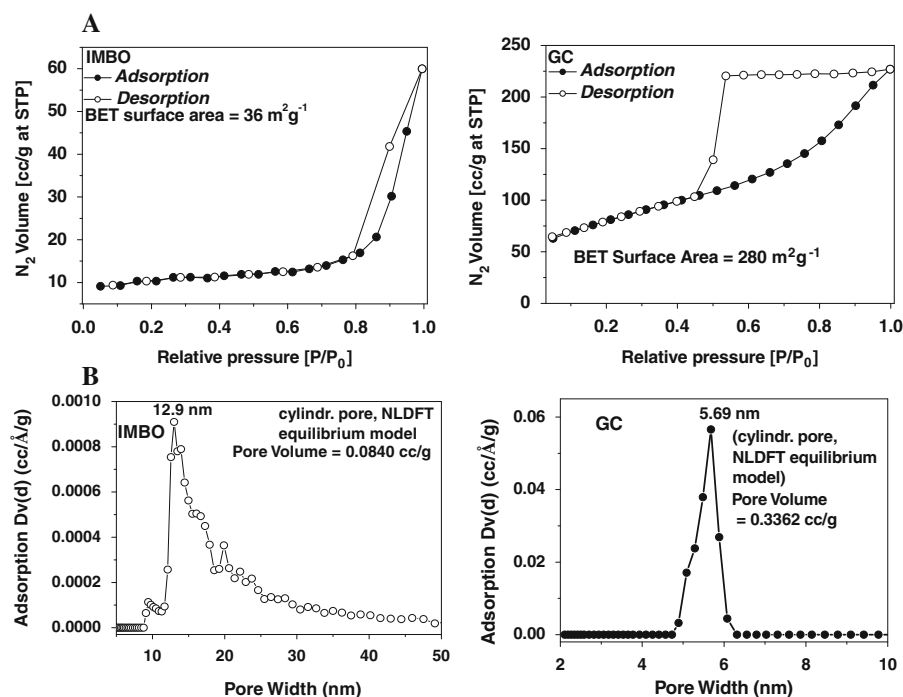 A
IMBO
Adsorption
Desorption
BET surface area = 36 m²g⁻¹
60
50
40
30
20
10
0.0 0.2 0.4 0.6 0.8 1.0
N₂ Volume [cc/g at STP]
Relative pressure [P/P₀]
GC
Adsorption
Desorption
BET Surface Area = 280 m²g⁻¹
250
225
200
175
150
125
100
75
50
25
0
0.2 0.4 0.6 0.8 1.0
N₂ Volume [cc/g at STP]
Relative pressure [P/P₀]
B
12.9 nm
IMBO
cylindr. pore, NLDFT
equilibrium model
Pore Volume = 0.0840 cc/g
0.0010
0.0008
0.0006
0.0004
0.0002
0.0000
10 20 30 40 50
Adsorption Dv(d) (cc/Å/g)
Pore Width (nm)
5.69 nm
GC
(cylindr. pore,
NLDFT equilibrium
model)
Pore Volume
= 0.3362 cc/g
0.06
0.04
0.02
0.00
2 4 6 8 10
Adsorption Dv(d) (cc/Å/g)
Pore Width (nm)